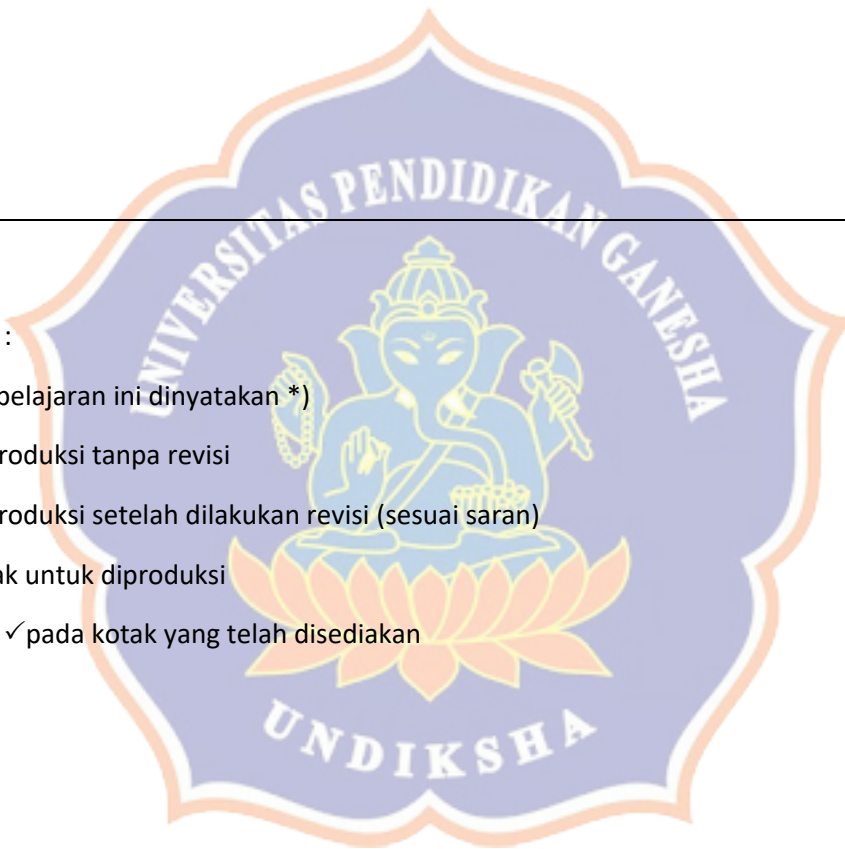 UNIVERSITAS PENDIDIKAN GANESHA
:
pelajaran ini dinyatakan *)
roduksi tanpa revisi
roduksi setelah dilakukan revisi (sesuai saran)
ak untuk diproduksi
✓pada kotak yang telah disediakan
UNDIKSHA